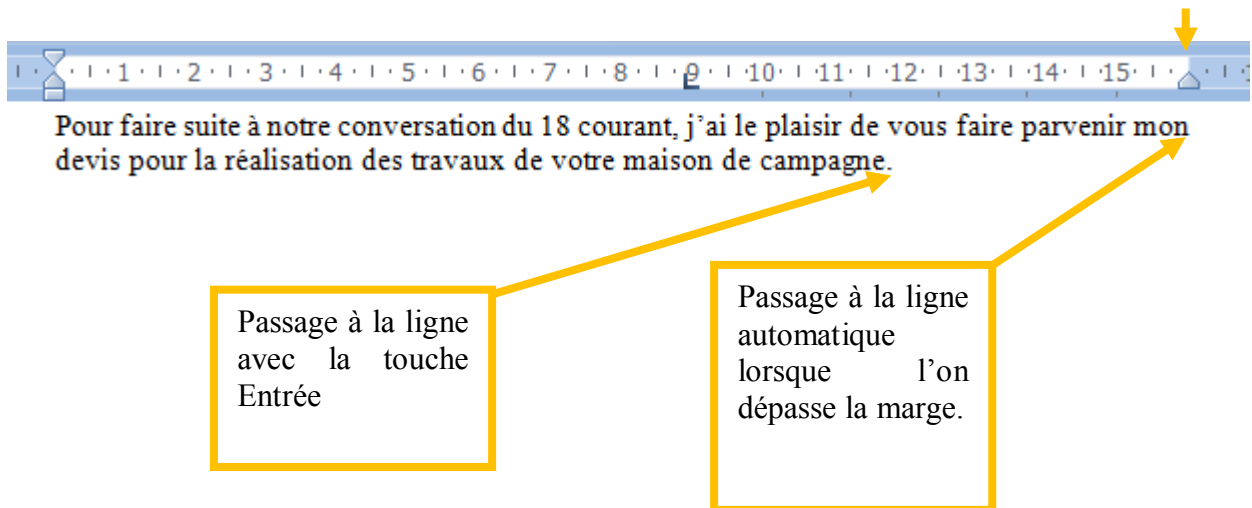 1 2 3 4 5 6 7 8 9 10 11 12 13 14 15
Pour faire suite à notre conversation du 18 courant, j’ai le plaisir de vous faire parvenir mon
devis pour la réalisation des travaux de votre maison de campagne.
Passage à la ligne
avec la touche
Entrée
Passage à la ligne
automatique
lorsque l’on
dépasse la marge.